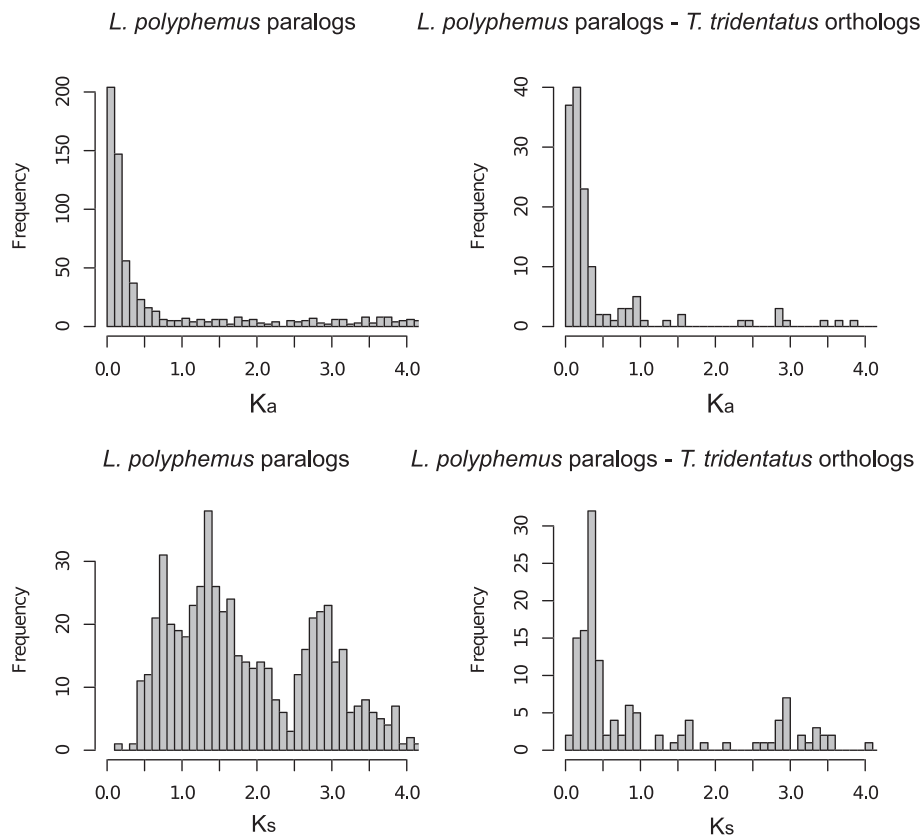 L. polyphemus paralogs
L. polyphemus paralogs - T. tridentatus orthologs
Frequency
0 50 100 150 200
0.0 1.0 2.0 3.0 4.0
Ka
Frequency
0 10 20 30 40
0.0 1.0 2.0 3.0 4.0
Ka
L. polyphemus paralogs
L. polyphemus paralogs - T. tridentatus orthologs
Frequency
0 10 20 30
0.0 1.0 2.0 3.0 4.0
Ks
Frequency
0 5 10 15 20 25 30
0.0 1.0 2.0 3.0 4.0
Ks